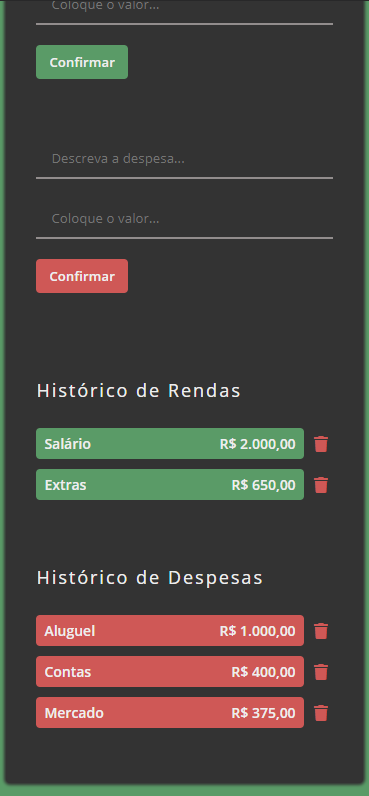 Coloque o valor...
Confirmar
Descreva a despesa...
Coloque o valor...
Confirmar
Histórico de Rendas
Salário R$ 2.000,00
Extras R$ 650,00
Histórico de Despesas
Aluguel R$ 1.000,00
Contas R$ 400,00
Mercado R$ 375,00